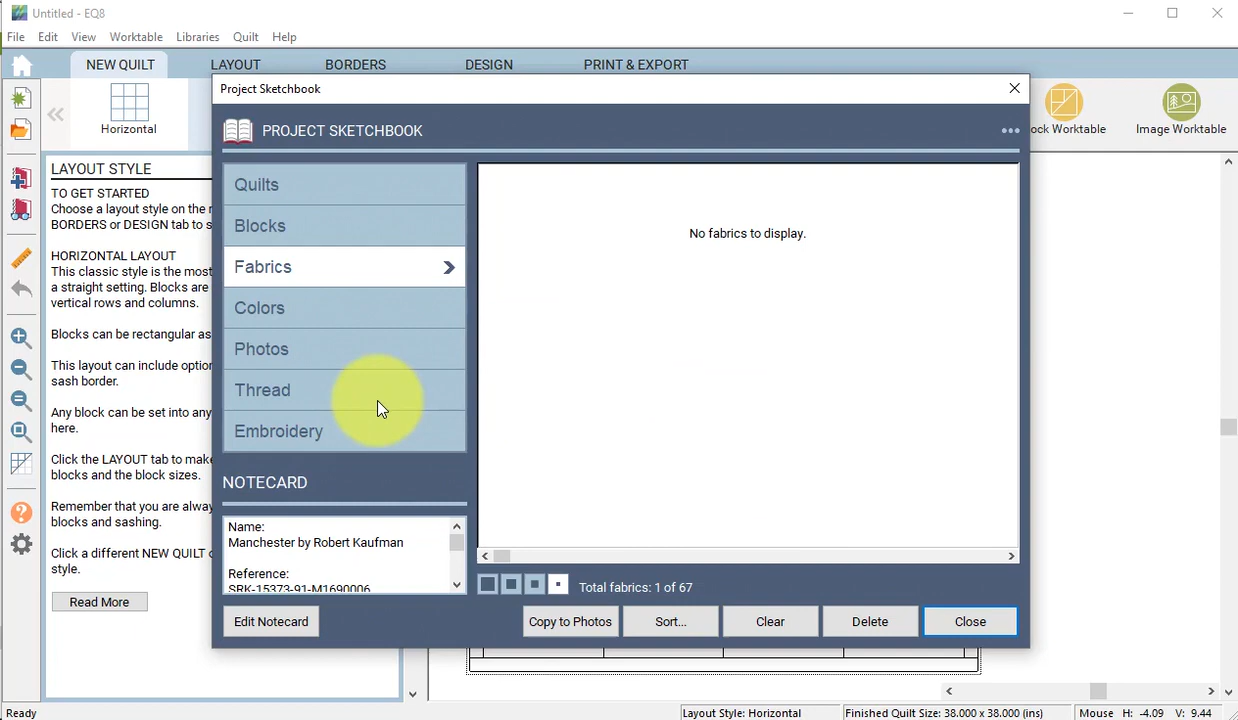 Untitled - EQ8
File Edit View Worktable Libraries Quilt Help
NEW QUILT LAYOUT BORDERS DESIGN PRINT & EXPORT
Horizontal
ock Worktable
Image Worktable
LAYOUT STYLE
TO GET STARTED
Choose a layout style on the r
BORDERS or DESIGN tab to s
HORIZONTAL LAYOUT
This classic style is the most
a straight setting. Blocks are
vertical rows and columns.
Blocks can be rectangular as
This layout can include option
sash border.
Any block can be set into any
here.
Click the LAYOUT tab to make
blocks and the block sizes.
Remember that you are alway
blocks and sashing.
Click a different NEW QUILT o
style.
Read More
Project Sketchbook
PROJECT SKETCHBOOK
Quilts
Blocks
Fabrics
Colors
Photos
Thread
Embroidery
NOTECARD
Name:
Manchester by Robert Kaufman
Reference:
SRK-15373-91-M1690006
Edit Notecard
No fabrics to display.
Total fabrics: 1 of 67
Copy to Photos Sort... Clear Delete Close
Ready
Layout Style: Horizontal
Finished Quilt Size: 38.000 x 38.000 (ins)
Mouse H: -4.09 V: 9.44